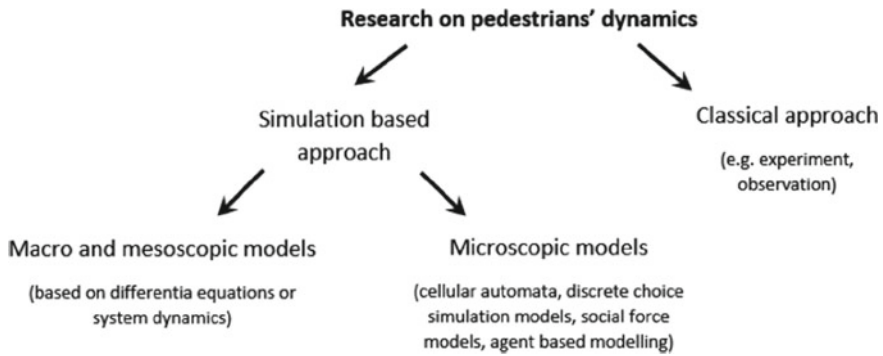 Research on pedestrians' dynamics
Simulation based
approach
Classical approach
(e.g. experiment,
observation)
Macro and mesoscopic models
(based on differentia equations or
system dynamics)
Microscopic models
(cellular automata, discrete choice
simulation models, social force
models, agent based modelling)